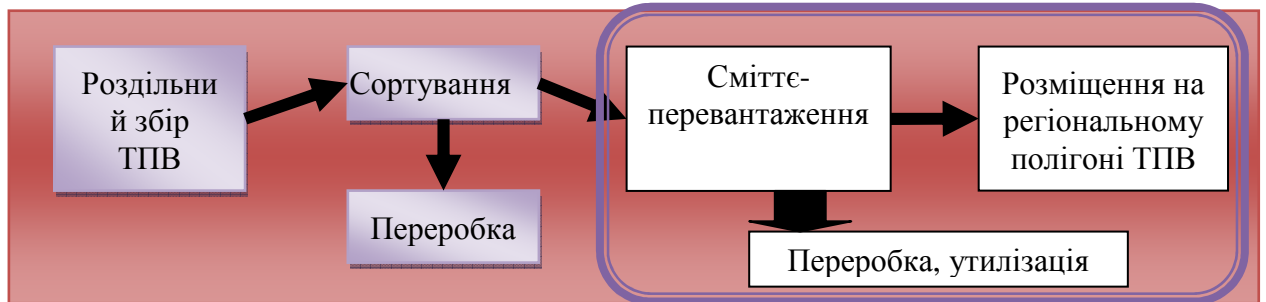 Роздільни
й збір
ТПВ
Сортування
Переробка
Сміттє-
перевантаження
Розміщення на
регіональному
полігоні ТПВ
Переробка, утилізація